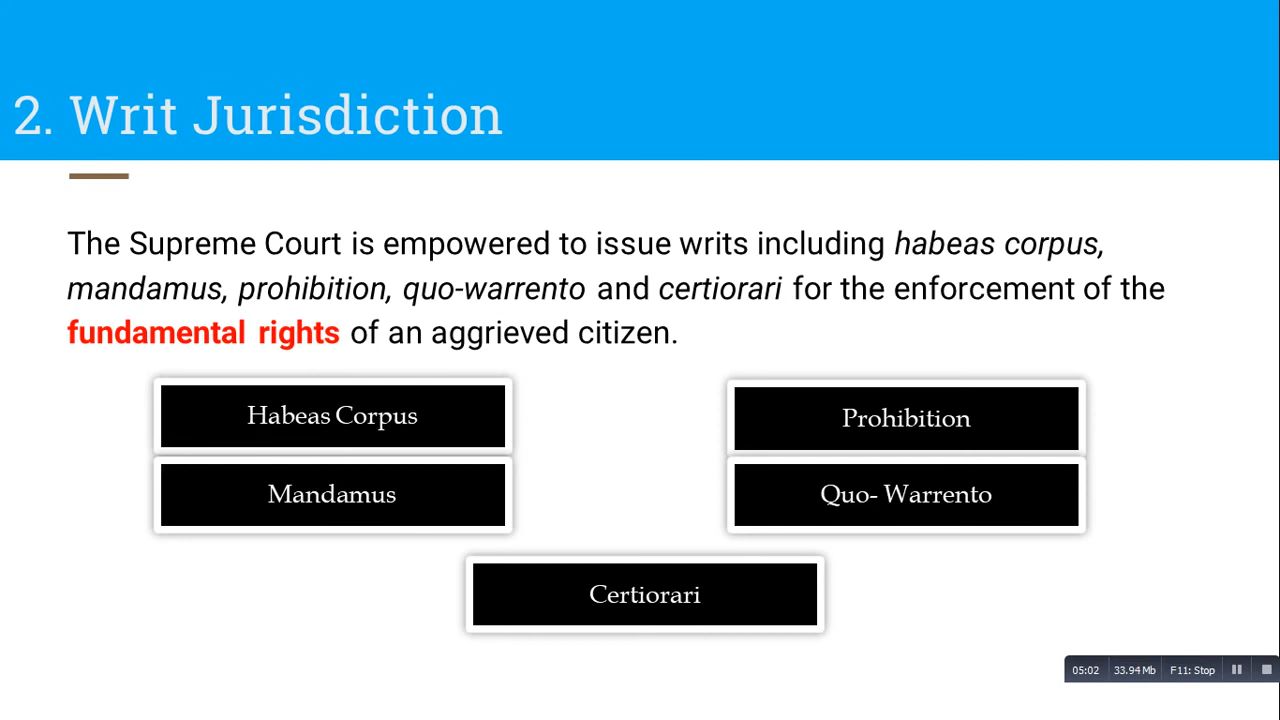 2. Writ Jurisdiction
The Supreme Court is empowered to issue writs including habeas corpus,
mandamus, prohibition, quo-warrento and certiorari for the enforcement of the
fundamental rights of an aggrieved citizen.
Habeas Corpus
Prohibition
Mandamus
Quo- Warrento
Certiorari
05:02 33.94 Mb F11: Stop